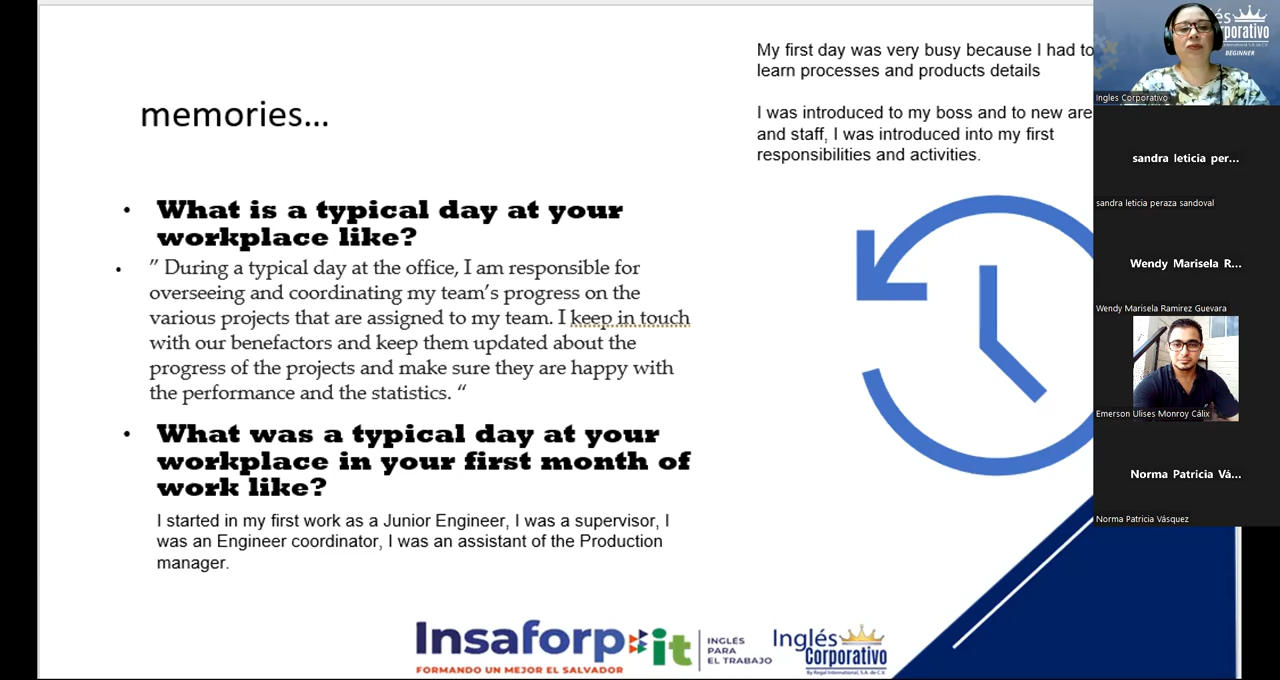 memories...
My first day was very busy because I had to
learn processes and products details
I was introduced to my boss and to new are
and staff, I was introduced into my first
responsibilities and activities.
• What is a typical day at your
workplace like?
• ” During a typical day at the office, I am responsible for
overseeing and coordinating my team’s progress on the
various projects that are assigned to my team. I keep in touch
with our benefactors and keep them updated about the
progress of the projects and make sure they are happy with
the performance and the statistics. “
• What was a typical day at your
workplace in your first month of
work like?
I started in my first work as a Junior Engineer, I was a supervisor, I
was an Engineer coordinator, I was an assistant of the Production
manager.
Insaforp
FORMANDO UN MEJOR EL SALVADOR
it
INGLÉS
PARA
EL TRABAJO
Inglés
Corporativo
By Regal International, S.A. de C.V.
és
rporativo
BEGINNER
Ingles Corporativo
sandra leticia per...
sandra leticia peraza sandoval
Wendy Marisela R...
Wendy Marisela Ramirez Guevara
Emerson Ulises Monroy Cálix
Norma Patricia Vá...
Norma Patricia Vásquez